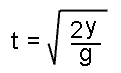 t = √(2y/g)